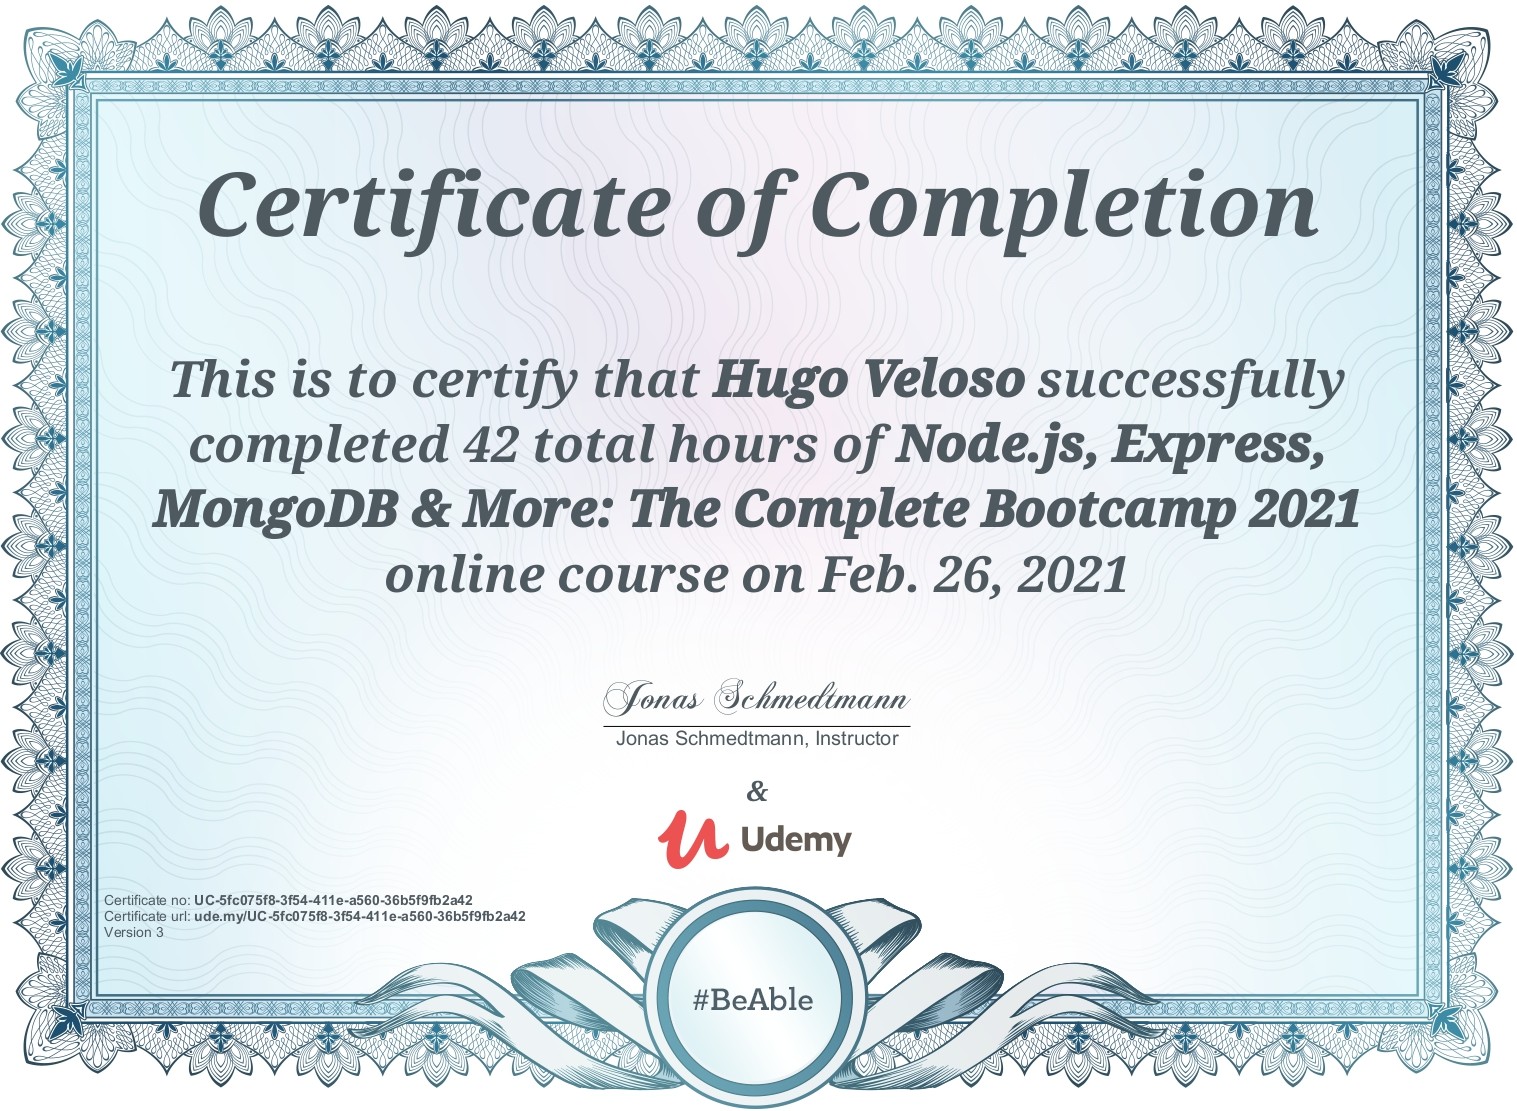 Certificate of Completion
This is to certify that Hugo Veloso successfully
completed 42 total hours of Node.js, Express,
MongoDB & More: The Complete Bootcamp 2021
online course on Feb. 26, 2021
Jonas Schmedtmann
Jonas Schmedtmann, Instructor
&
Udemy
Certificate no: UC-5fc075f8-3f54-411e-a560-36b5f9fb2a42
Certificate url: ude.my/UC-5fc075f8-3f54-411e-a560-36b5f9fb2a42
Version 3
#BeAble